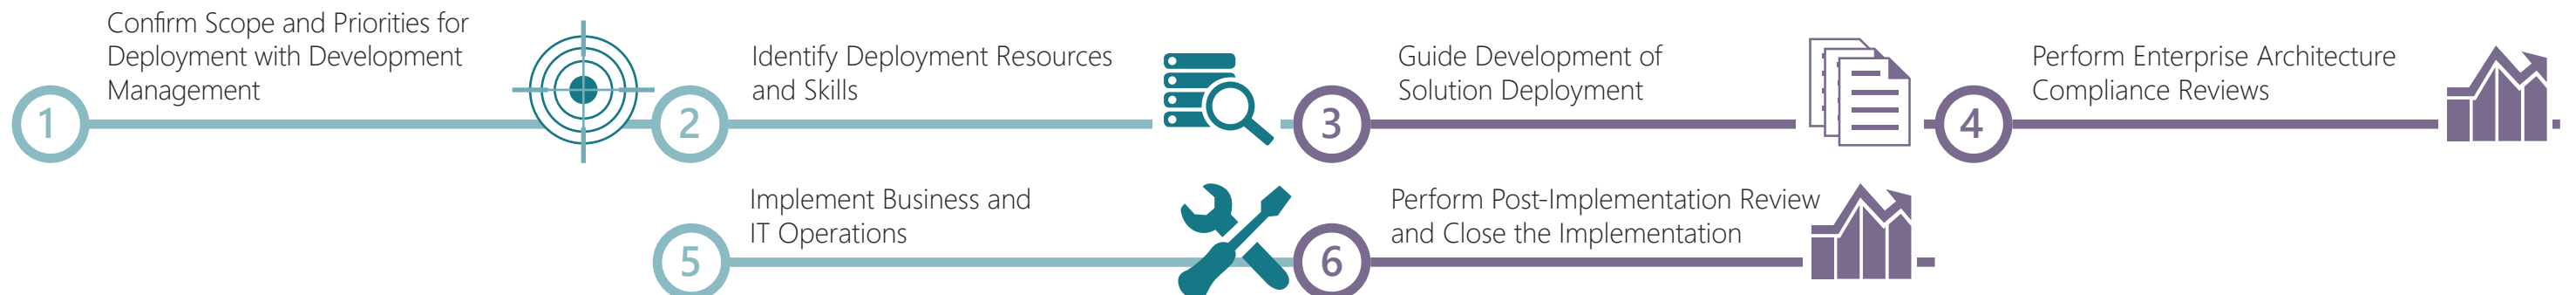 Confirm Scope and Priorities for
Deployment with Development
Management
1
Identify Deployment Resources
and Skills
2
Guide Development of
Solution Deployment
3
Perform Enterprise Architecture
Compliance Reviews
4
Implement Business and
IT Operations
5
Perform Post-Implementation Review
and Close the Implementation
6